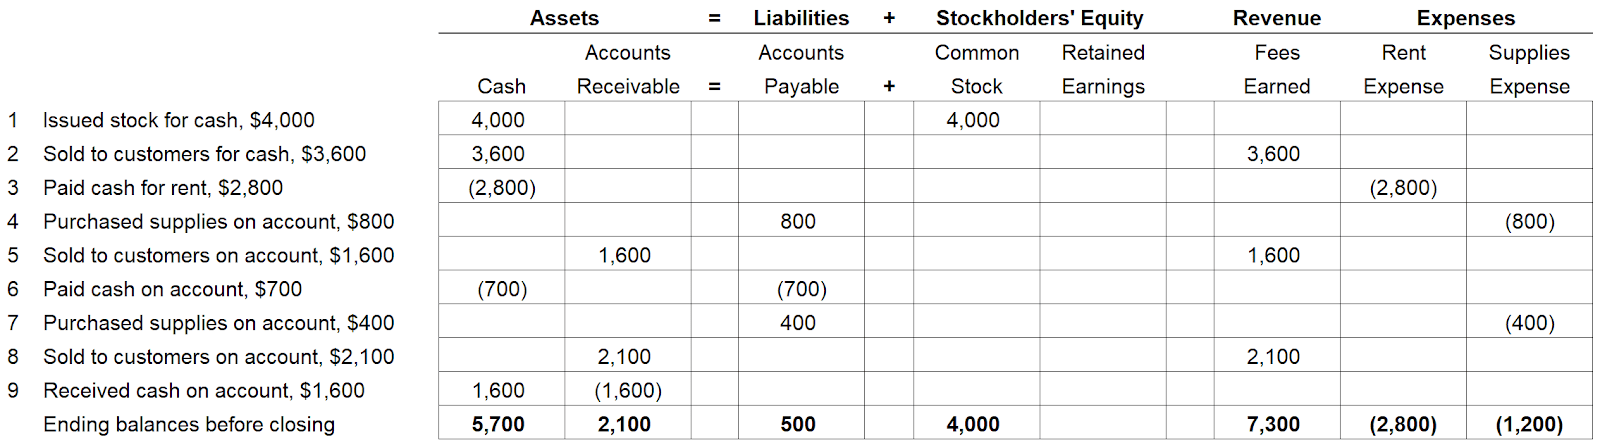 Assets = Liabilities + Stockholders' Equity Revenue Expenses
Accounts Accounts Common Retained Fees Rent Supplies
Cash Receivable = Payable + Stock Earnings Earned Expense Expense
1 Issued stock for cash, $4,000 4,000 4,000
2 Sold to customers for cash, $3,600 3,600 3,600
3 Paid cash for rent, $2,800 (2,800) (2,800)
4 Purchased supplies on account, $800 800 (800)
5 Sold to customers on account, $1,600 1,600 1,600
6 Paid cash on account, $700 (700) (700)
7 Purchased supplies on account, $400 400 (400)
8 Sold to customers on account, $2,100 2,100 2,100
9 Received cash on account, $1,600 1,600 (1,600)
Ending balances before closing 5,700 2,100 500 4,000 7,300 (2,800) (1,200)